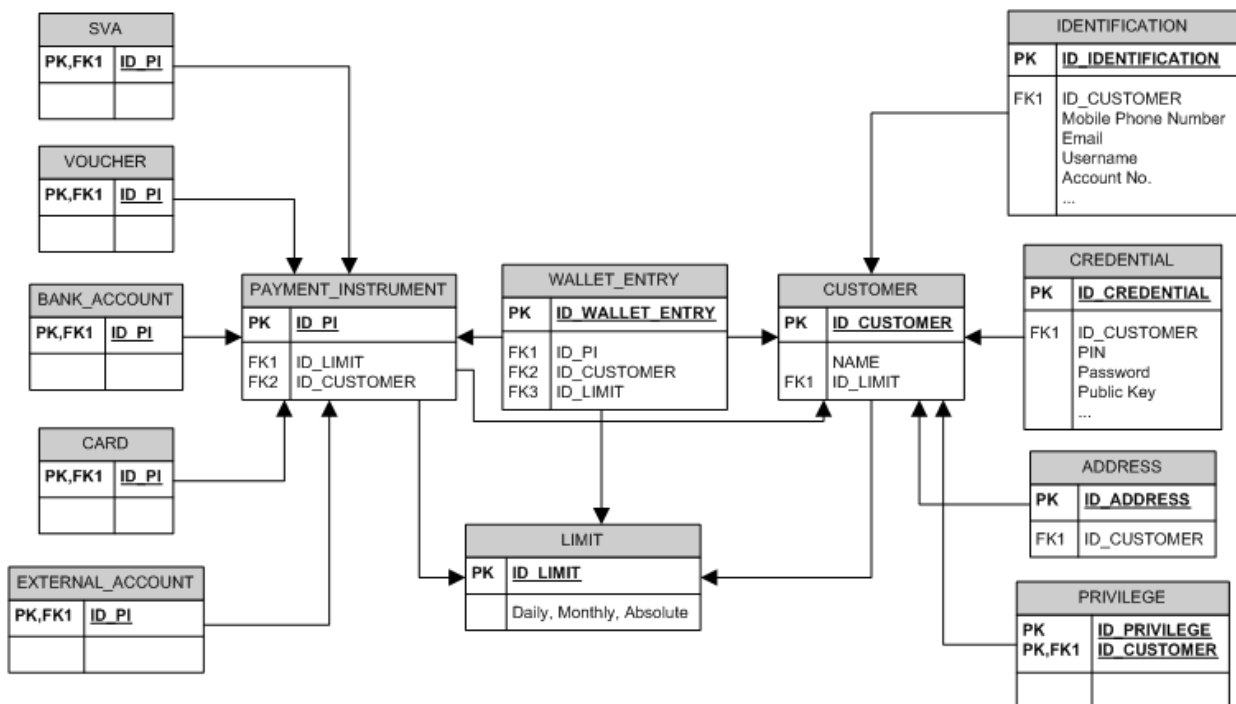 SVA
PK,FK1 ID_PI
VOUCHER
PK,FK1 ID_PI
BANK_ACCOUNT
PK,FK1 ID_PI
CARD
PK,FK1 ID_PI
EXTERNAL_ACCOUNT
PK,FK1 ID_PI
PAYMENT_INSTRUMENT
PK ID_PI
FK1 ID_LIMIT
FK2 ID_CUSTOMER
WALLET_ENTRY
PK ID_WALLET_ENTRY
FK1 ID_PI
FK2 ID_CUSTOMER
FK3 ID_LIMIT
LIMIT
PK ID_LIMIT
Daily, Monthly, Absolute
CUSTOMER
PK ID_CUSTOMER
NAME
FK1 ID_LIMIT
IDENTIFICATION
PK ID_IDENTIFICATION
FK1 ID_CUSTOMER
Mobile Phone Number
Email
Username
Account No.
...
CREDENTIAL
PK ID_CREDENTIAL
FK1 ID_CUSTOMER
PIN
Password
Public Key
...
ADDRESS
PK ID_ADDRESS
FK1 ID_CUSTOMER
PRIVILEGE
PK ID_PRIVILEGE
PK,FK1 ID_CUSTOMER